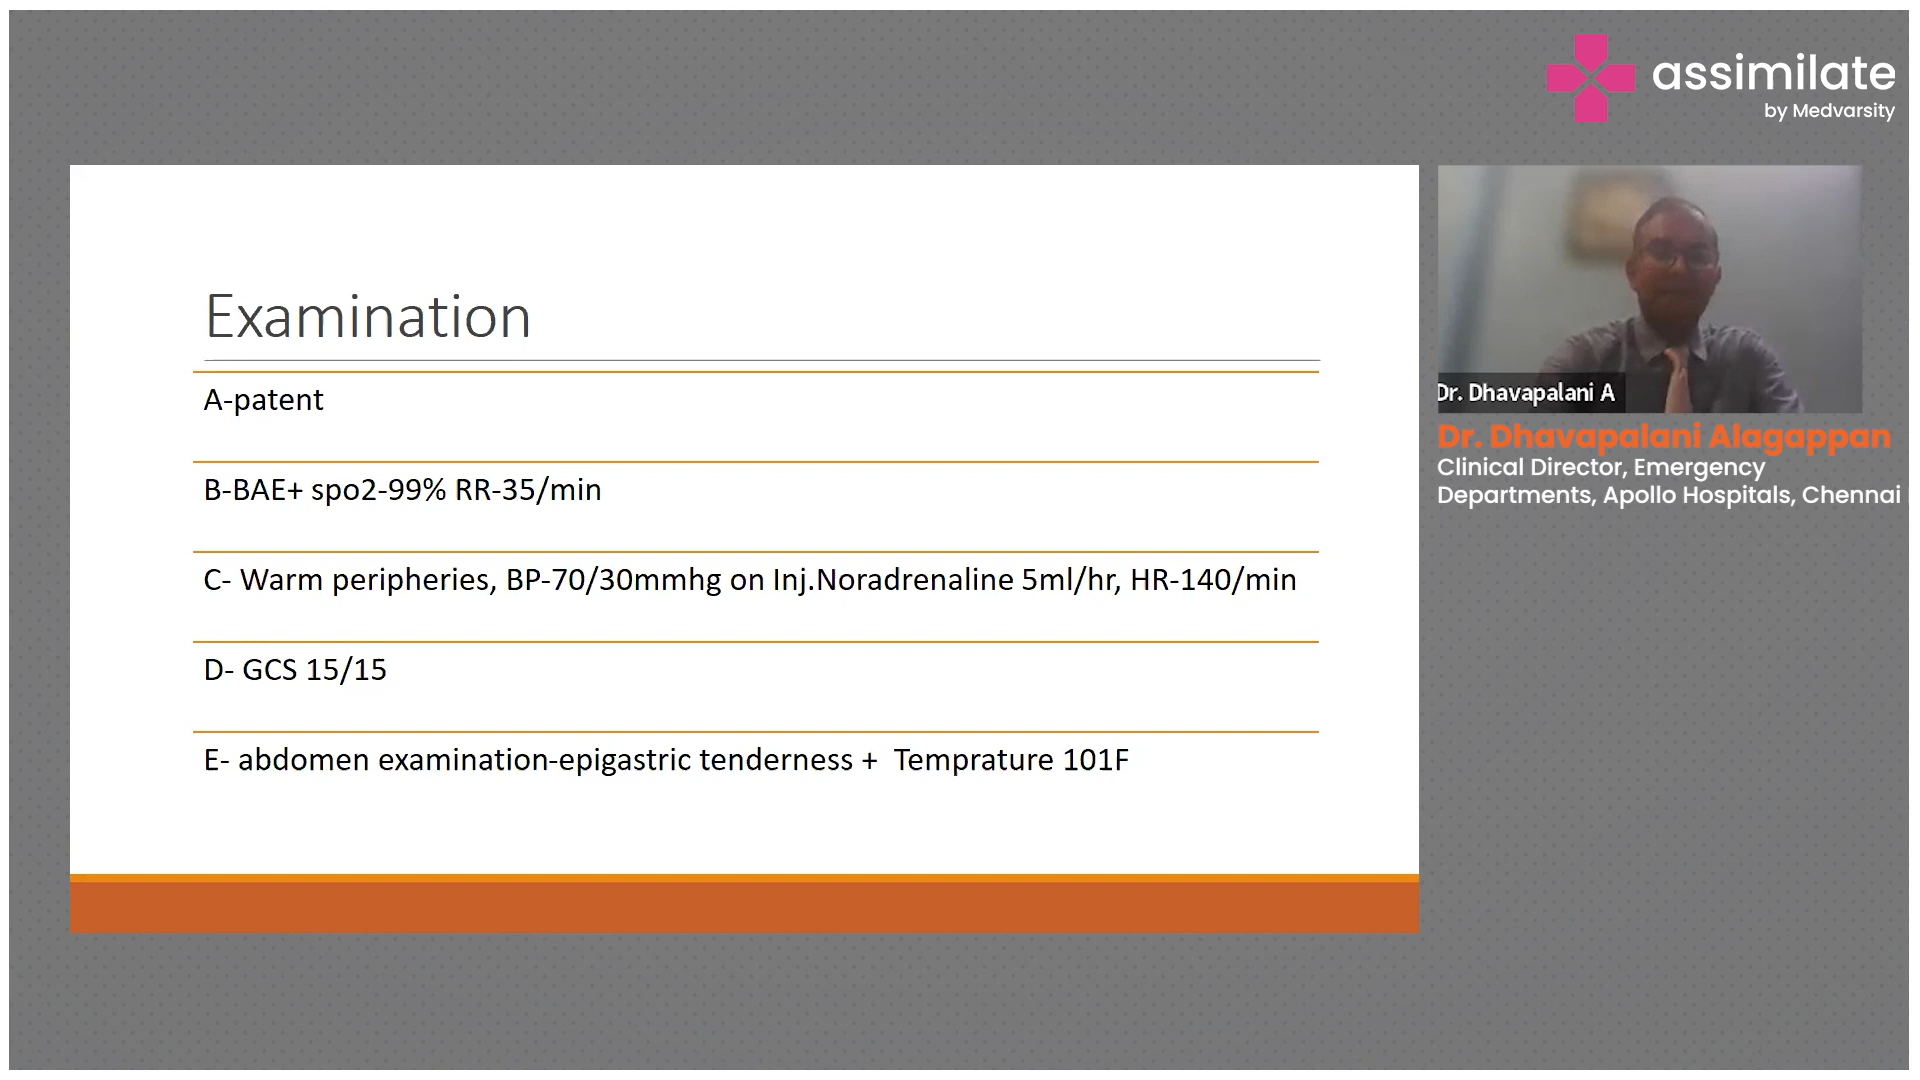 assimilate
by Medvarsity
Examination
A-patent
B-BAE+ spo2-99% RR-35/min
C- Warm peripheries, BP-70/30mmhg on Inj.Noradrenaline 5ml/hr, HR-140/min
D- GCS 15/15
E- abdomen examination-epigastric tenderness +  Temprature 101F
Dr. Dhavapalani A
Dr. Dhavapalani Alagappan
Clinical Director, Emergency
Departments, Apollo Hospitals, Chennai